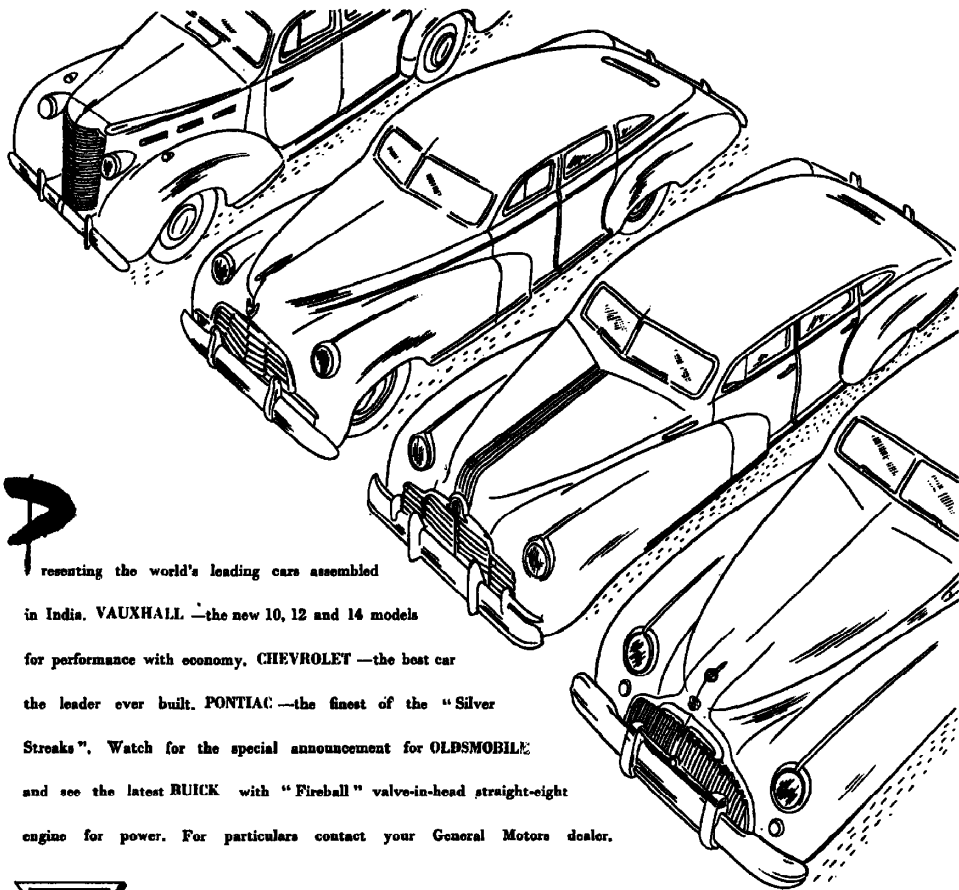 Presenting the world's leading cars assembled
in India. VAUXHALL —the new 10, 12 and 14 models
for performance with economy. CHEVROLET —the best car
the leader ever built. PONTIAC —the finest of the "Silver
Streaks". Watch for the special announcement for OLDSMOBILE
and see the latest BUICK with "Fireball" valve-in-head straight-eight
engine for power. For particulars contact your General Motors dealer.